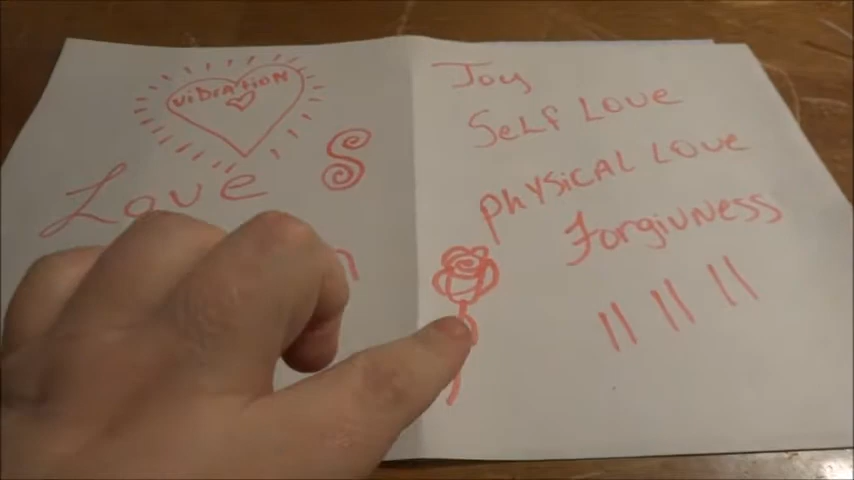 ViBRATiON
Love S
Joy
SeLf Love
PhYSicAL Love
Forgivness